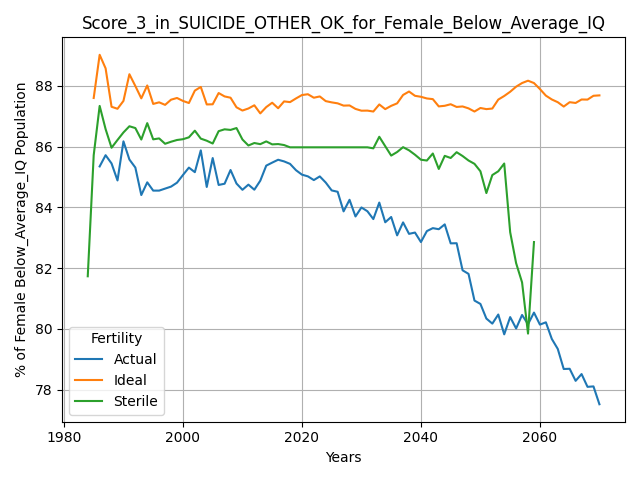 Score_3_in_SUICIDE_OTHER_OK_for_Female_Below_Average_IQ
% of Female Below_Average_IQ Population
88
86
84
82
80
78
Fertility
Actual
Ideal
Sterile
1980 2000 2020 2040 2060
Years